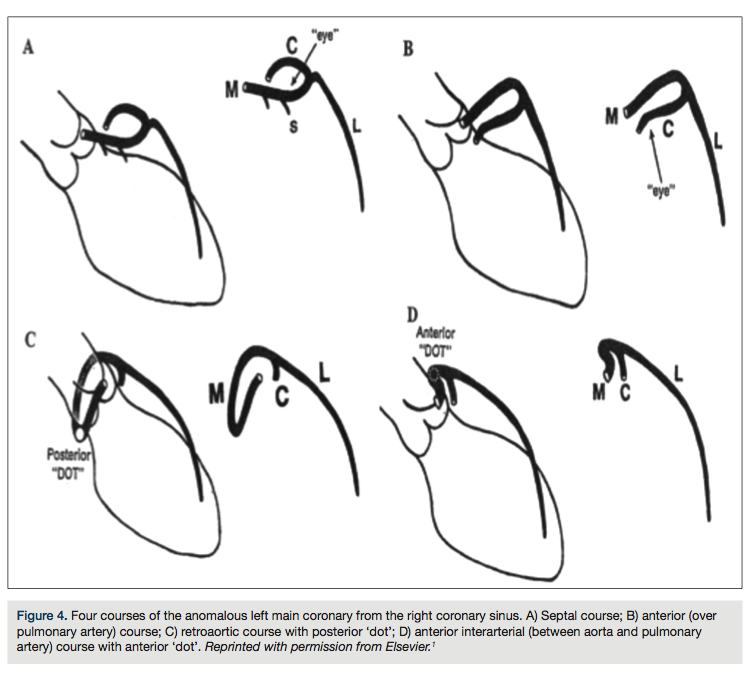 A
C
"eye"
M
S
L
B
M
C
L
"eye"
C
Posterior
"DOT"
M
C
L
D
Anterior
"DOT"
M
C
L
Figure 4. Four courses of the anomalous left main coronary from the right coronary sinus. A) Septal course; B) anterior (over
pulmonary artery) course; C) retroaortic course with posterior ‘dot’; D) anterior interarterial (between aorta and pulmonary
artery) course with anterior ‘dot’. Reprinted with permission from Elsevier.¹